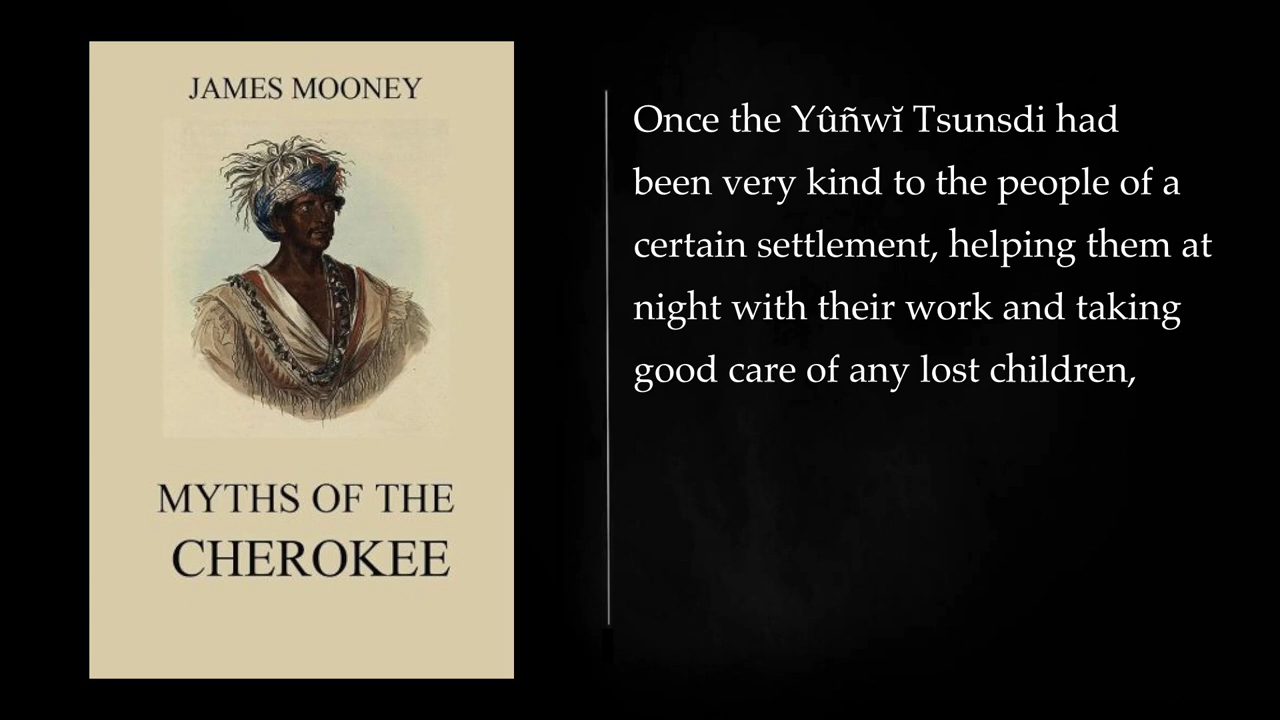 JAMES MOONEY
MYTHS OF THE
CHEROKEE
Once the Yûñwĭ Tsunsdi had
been very kind to the people of a
certain settlement, helping them at
night with their work and taking
good care of any lost children,